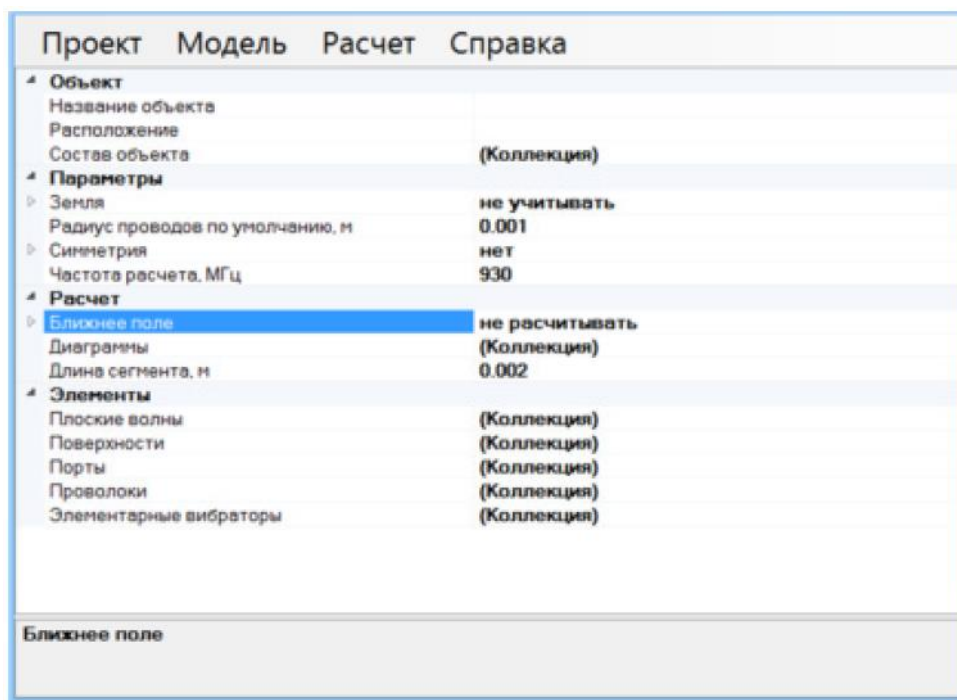 Проект Модель Расчет Справка
Объект
Название объекта
Расположение
Состав объекта (Коллекция)
Параметры
Земля не учитывать
Радиус проводов по умолчанию, м 0.001
Симметрия нет
Частота расчета, МГц 930
Расчет
Ближнее поле не расчитывать
Диаграммы (Коллекция)
Длина сегмента, м 0.002
Элементы
Плоские волны (Коллекция)
Поверхности (Коллекция)
Порты (Коллекция)
Проволоки (Коллекция)
Элементарные вибраторы (Коллекция)
Ближнее поле